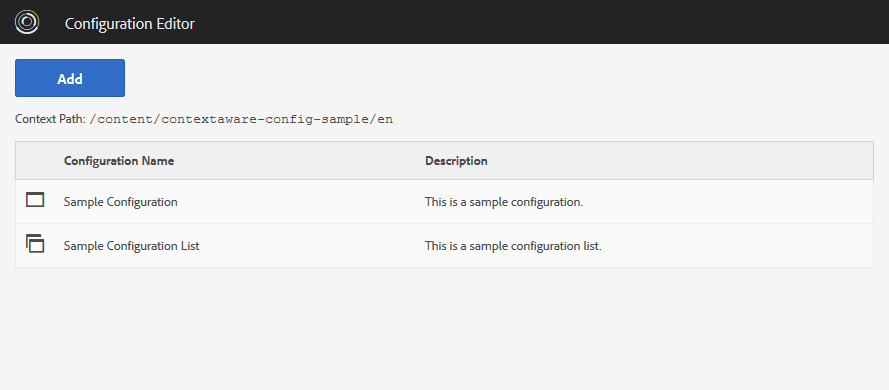 Configuration Editor
Add
Context Path: /content/contextaware-config-sample/en
Configuration Name Description
Sample Configuration This is a sample configuration.
Sample Configuration List This is a sample configuration list.